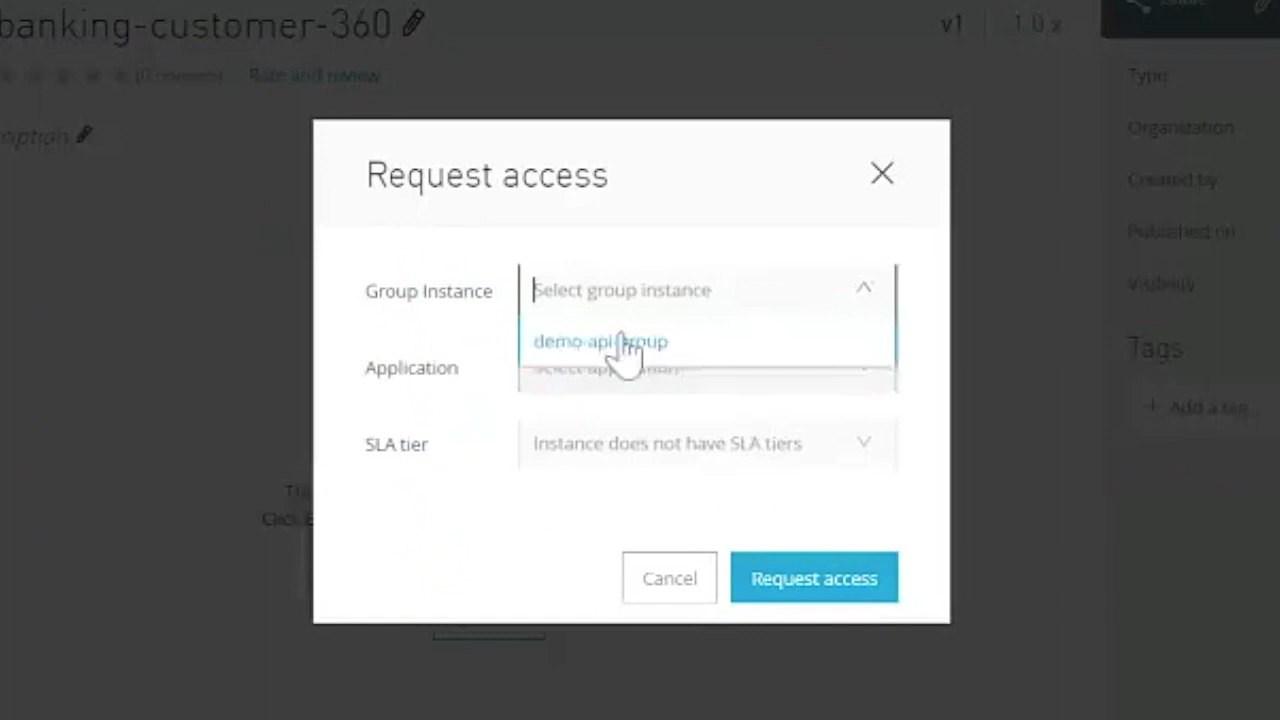 banking-customer-360
v1 | 1.0.x
(0 reviews) Rate and review
Type
Organization
Created by
Published on
Visibility
Tags
+ Add a tag
Request access
Group Instance
Select group instance
demo-api-group
Application
Select application
SLA tier
Instance does not have SLA tiers
Cancel
Request access